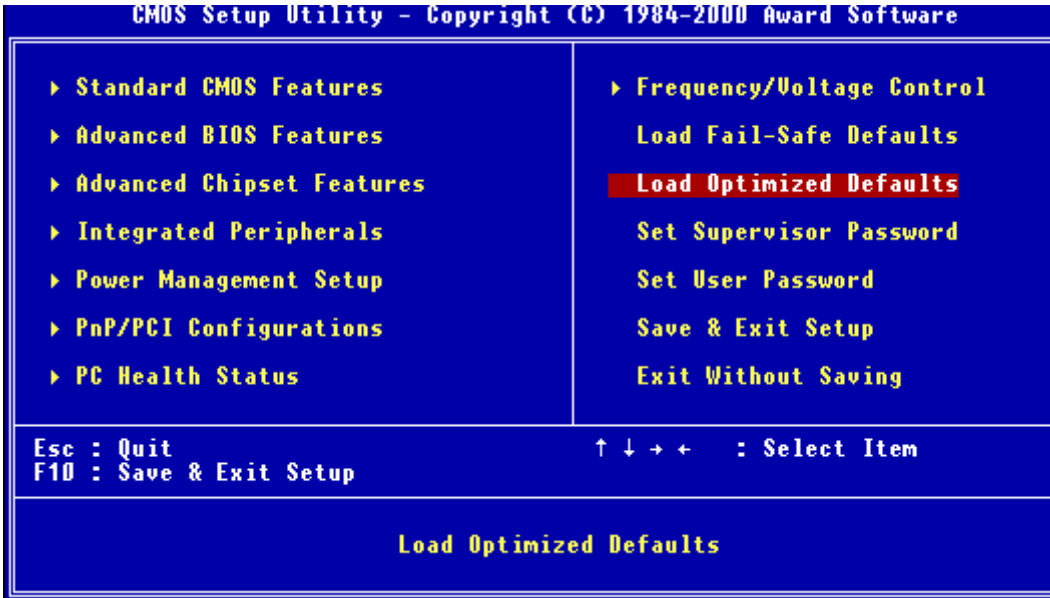 CMOS Setup Utility - Copyright (C) 1984-2000 Award Software
Standard CMOS Features
Advanced BIOS Features
Advanced Chipset Features
Integrated Peripherals
Power Management Setup
PnP/PCI Configurations
PC Health Status
Frequency/Voltage Control
Load Fail-Safe Defaults
Load Optimized Defaults
Set Supervisor Password
Set User Password
Save & Exit Setup
Exit Without Saving
Esc : Quit
F10 : Save & Exit Setup
↑ ↓ → ← : Select Item
Load Optimized Defaults